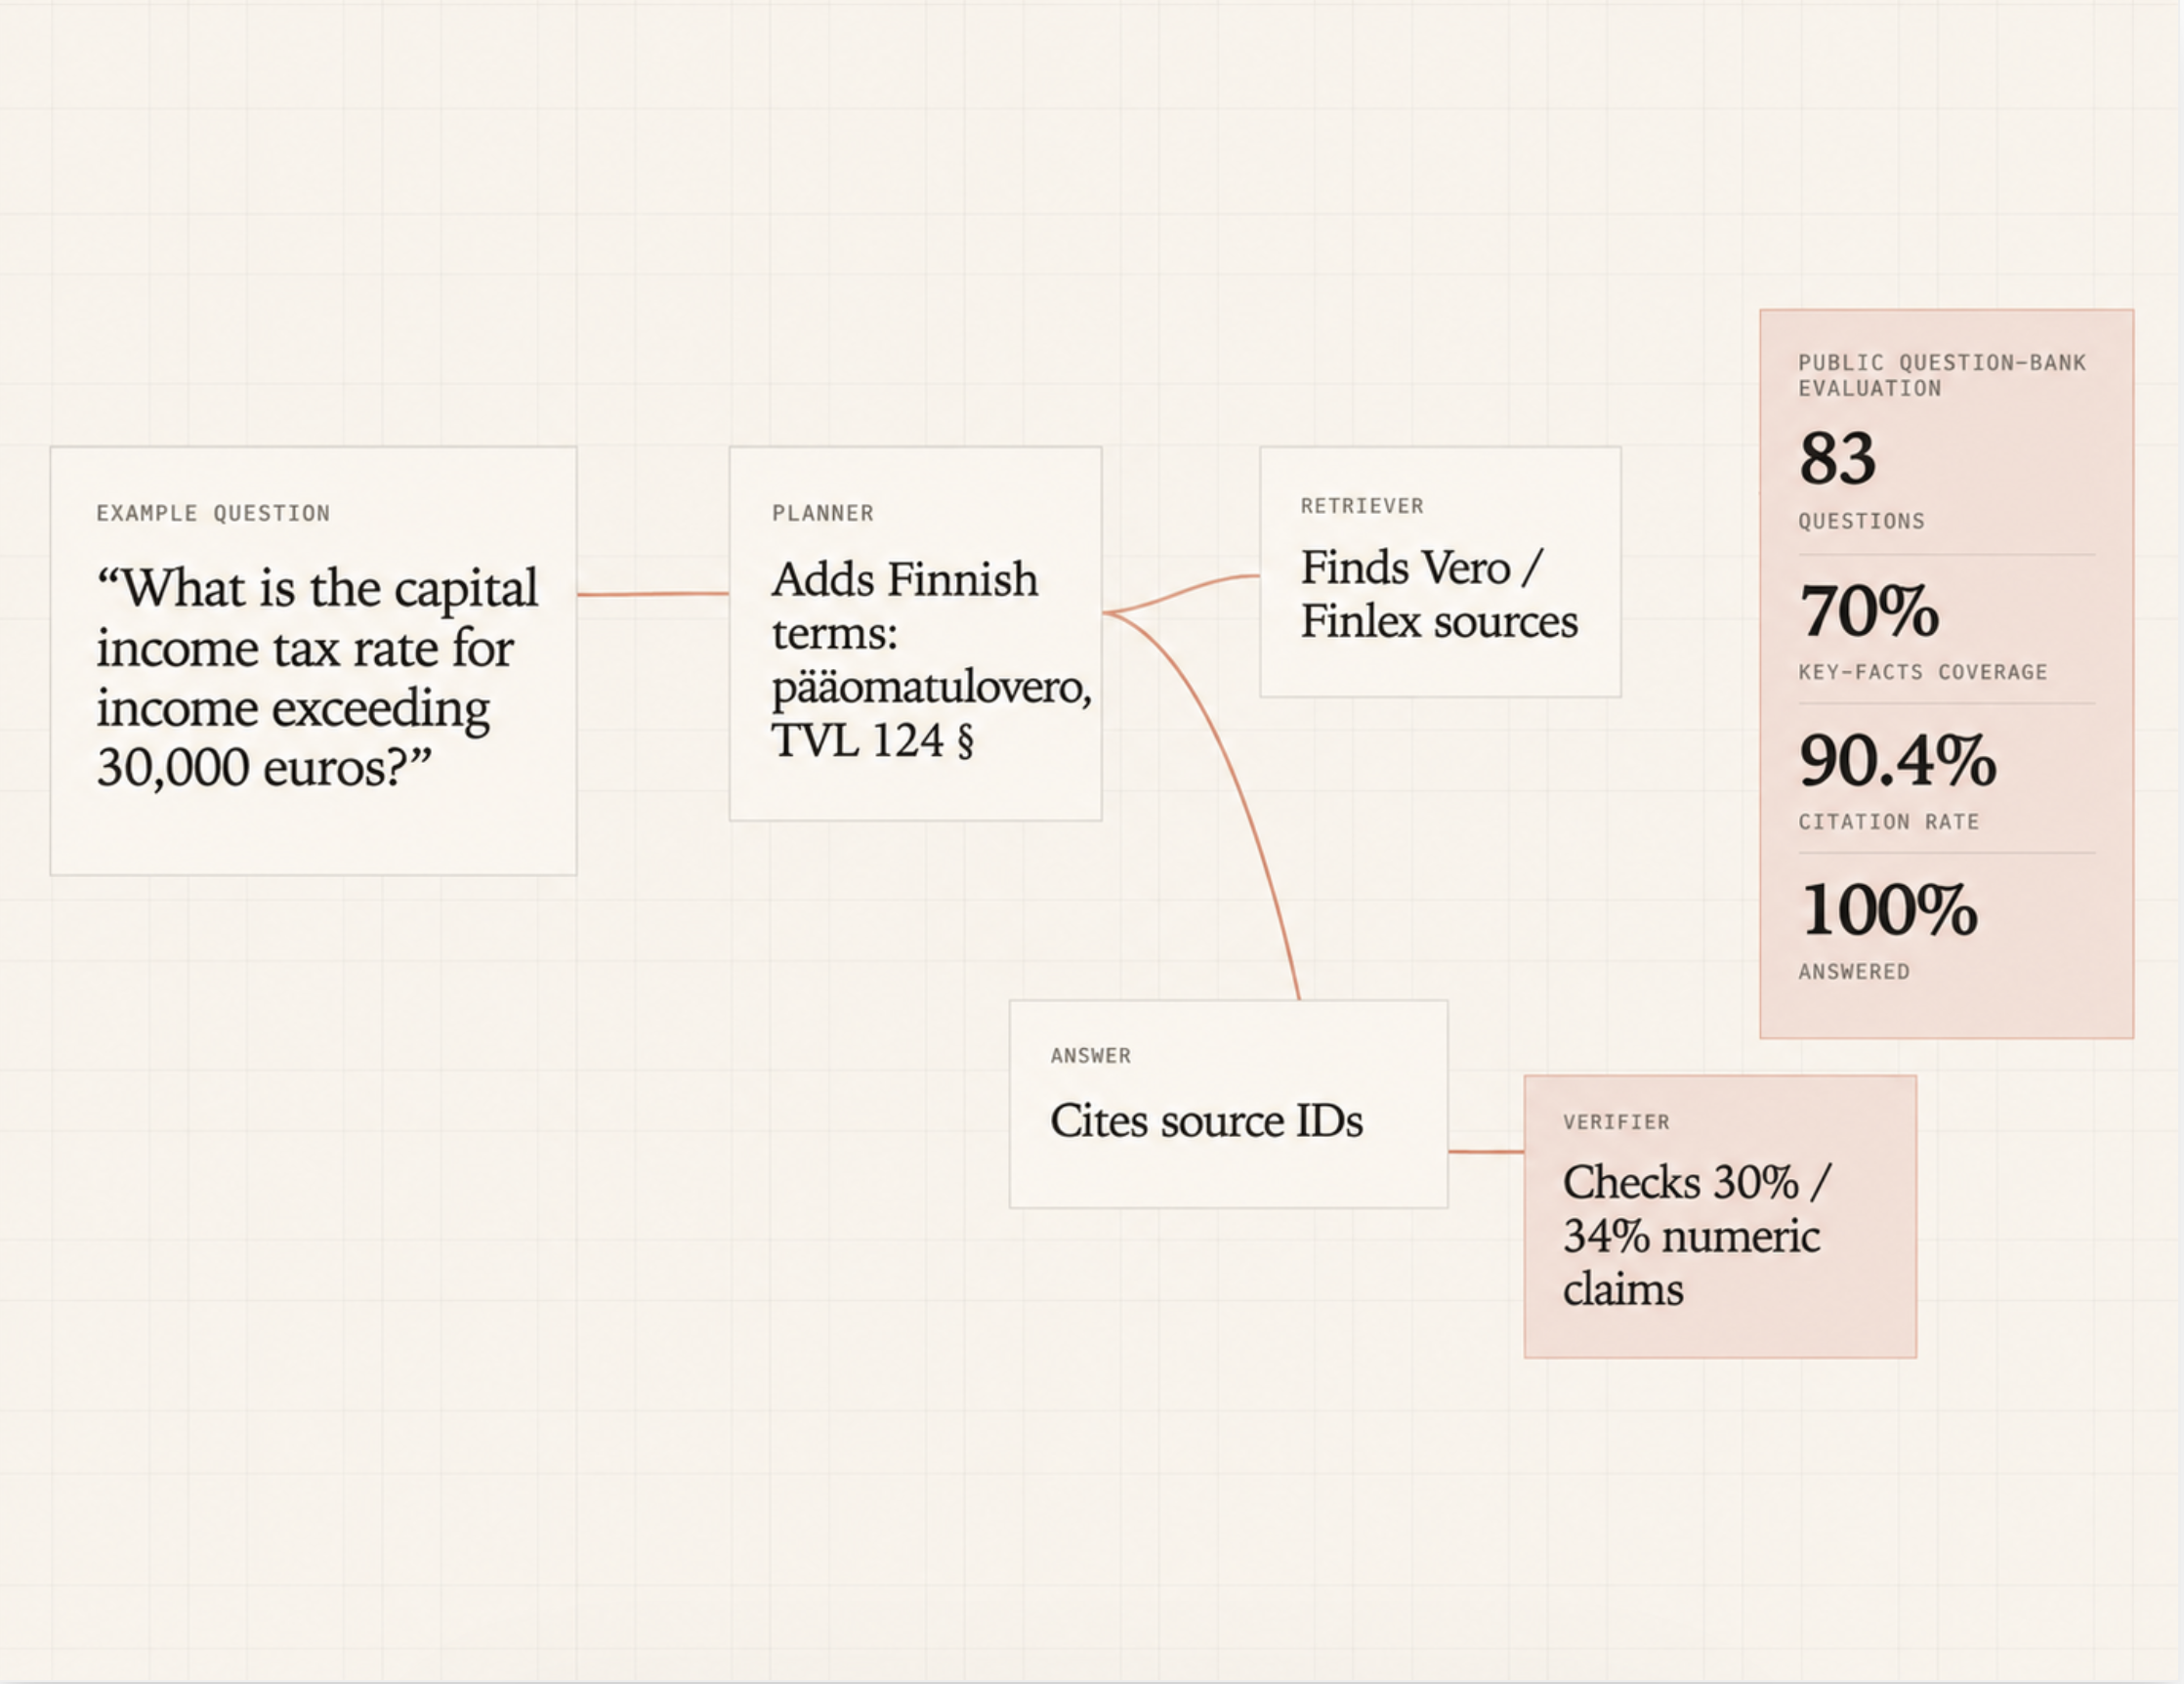 EXAMPLE QUESTION
“What is the capital
income tax rate for
income exceeding
30,000 euros?”
PLANNER
Adds Finnish
terms:
pääomatulovero,
TVL 124 §
RETRIEVER
Finds Vero /
Finlex sources
PUBLIC QUESTION-BANK
EVALUATION
83
QUESTIONS
70%
KEY-FACTS COVERAGE
90.4%
CITATION RATE
100%
ANSWERED
ANSWER
Cites source IDs
VERIFIER
Checks 30% /
34% numeric
claims